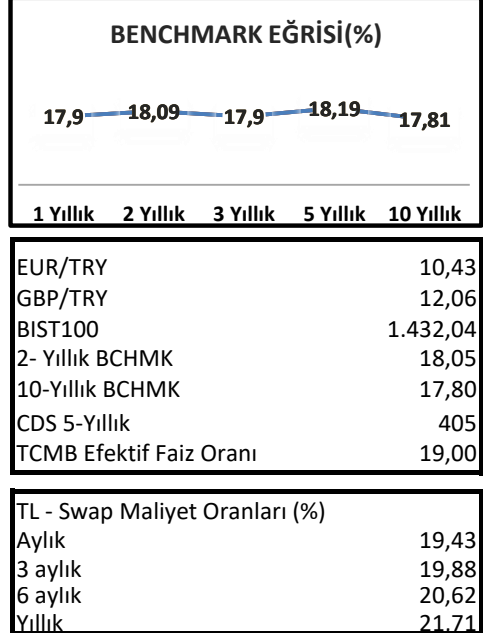 BENCHMARK EĞRİSİ(%)
17,9 18,09 17,9 18,19 17,81
1 Yıllık 2 Yıllık 3 Yıllık 5 Yıllık 10 Yıllık
EUR/TRY 10,43
GBP/TRY 12,06
BIST100 1.432,04
2- Yıllık BCHMK 18,05
10-Yıllık BCHMK 17,80
CDS 5-Yıllık 405
TCMB Efektif Faiz Oranı 19,00
TL - Swap Maliyet Oranları (%)
Aylık 19,43
3 aylık 19,88
6 aylık 20,62
Yıllık 21,71